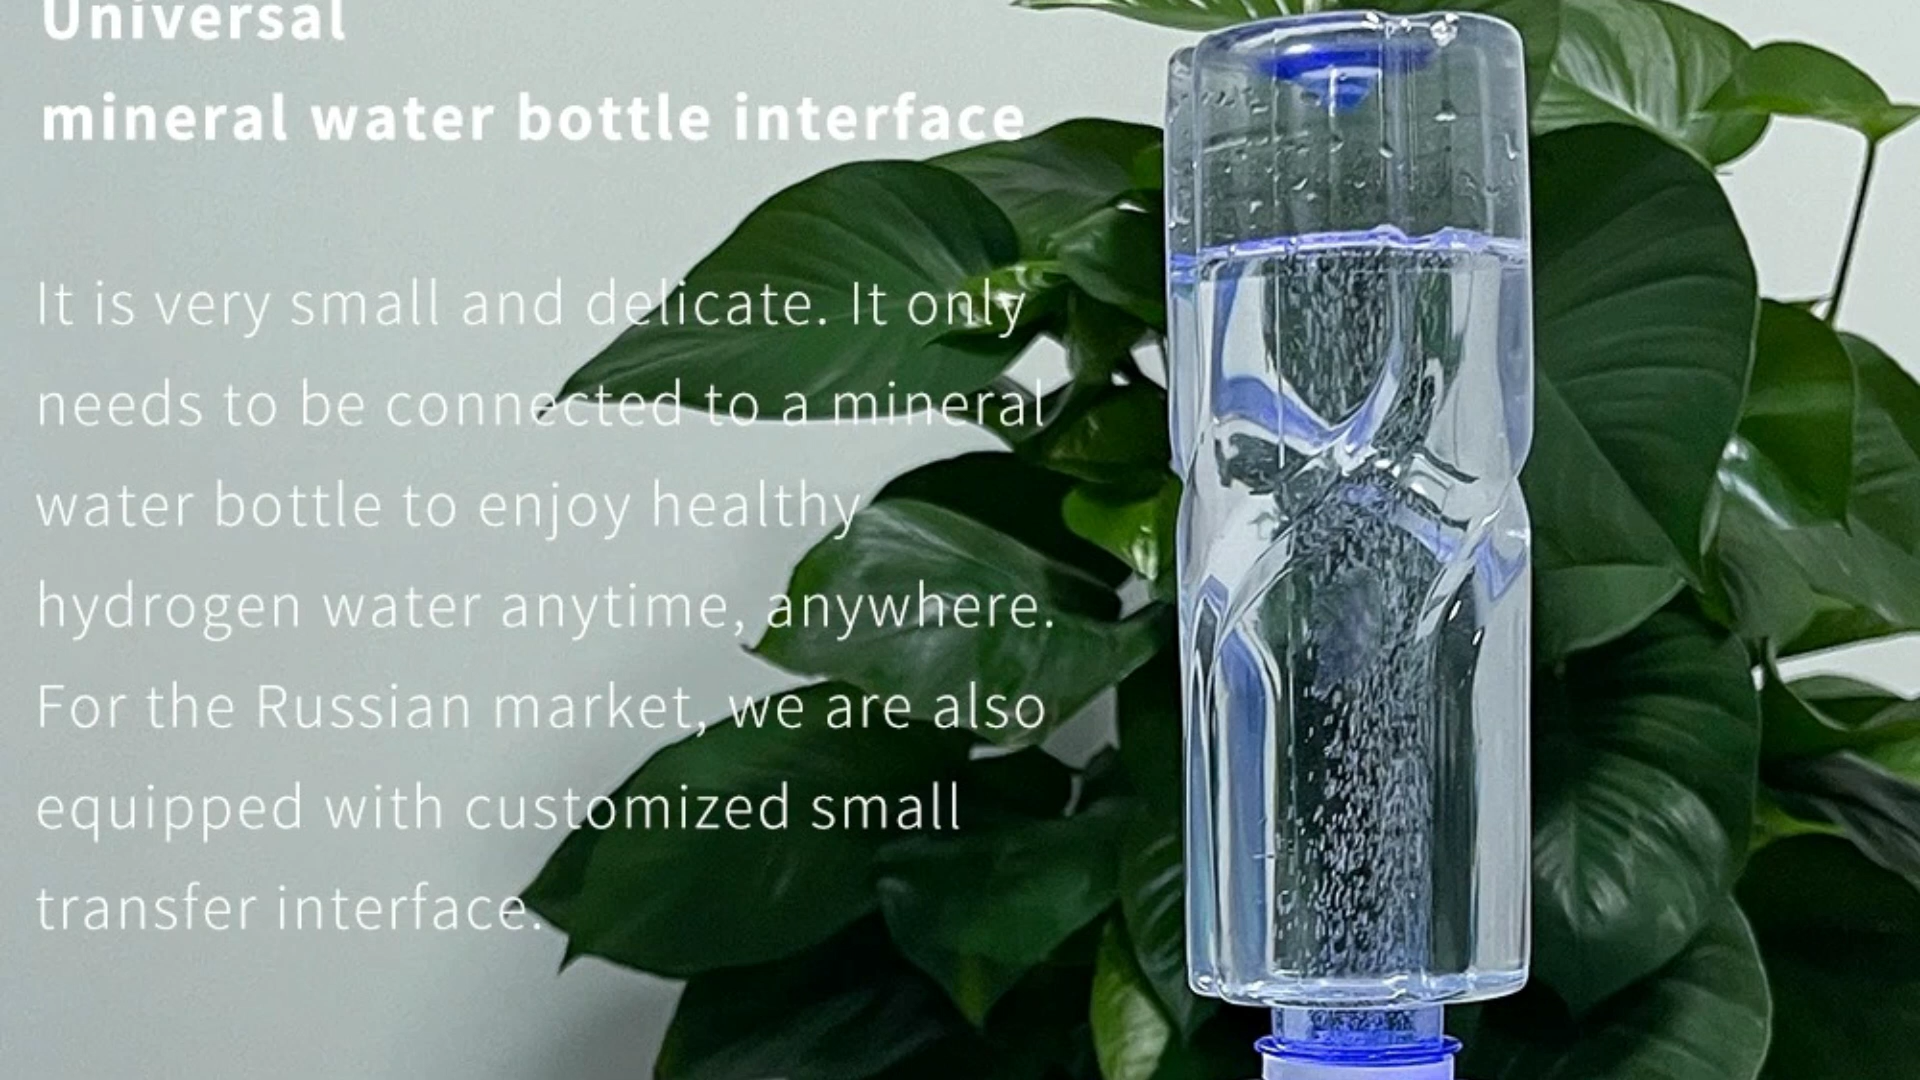 Universal
mineral water bottle interface
It is very small and delicate. It only
needs to be connected to a mineral
water bottle to enjoy healthy
hydrogen water anytime, anywhere.
For the Russian market, we are also
equipped with customized small
transfer interface.